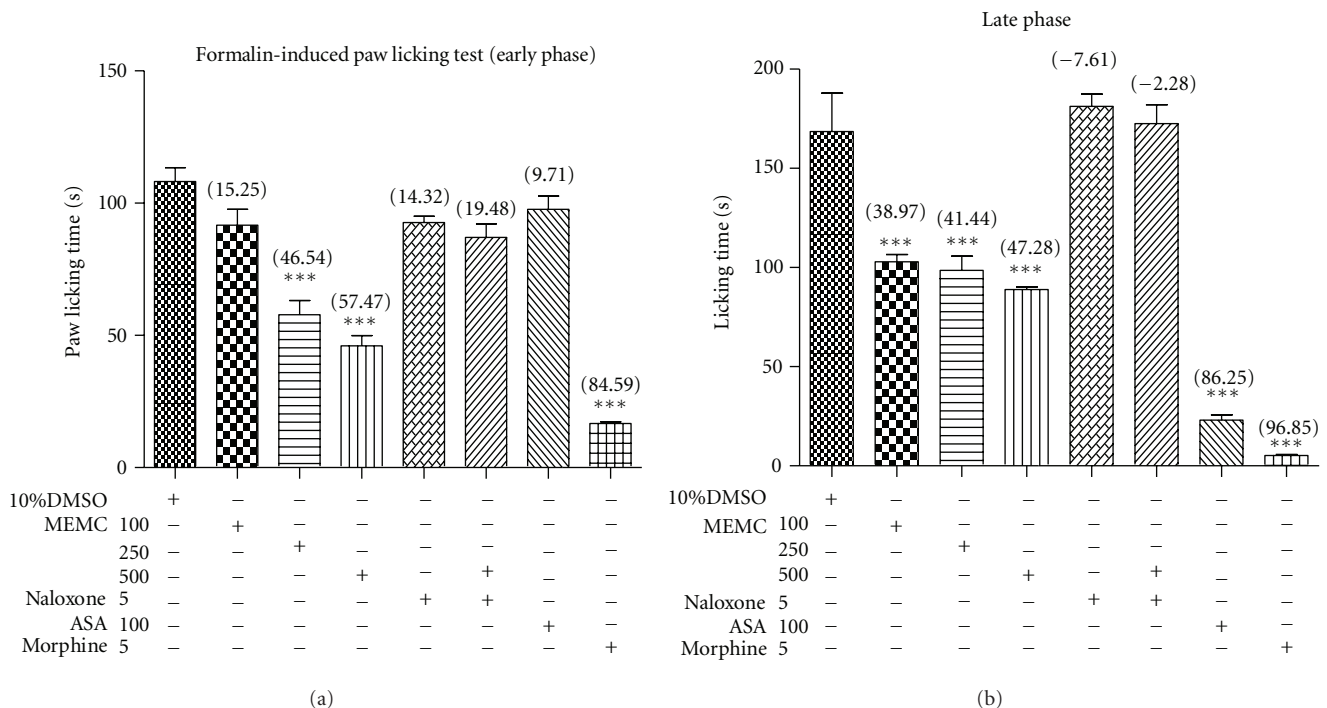 Formalin-induced paw licking test (early phase)
Paw licking time (s)
150
100
50
0
(15.25)
(46.54)
***
(57.47)
***
(14.32)
(19.48)
(9.71)
(84.59)
***
10%DMSO + − − − − − − −
MEMC 100 − + − − − − − −
250 − − + − − − − −
500 − − − + − + − −
Naloxone 5 − − − − + + − −
ASA 100 − − − − − − + −
Morphine 5 − − − − − − − +
(a)
Late phase
Licking time (s)
200
150
100
50
0
(38.97)
***
(41.44)
***
(47.28)
***
(−7.61)
(−2.28)
(86.25)
***
(96.85)
***
10%DMSO + − − − − − − −
MEMC 100 − + − − − − − −
250 − − + − − − − −
500 − − − + − + − −
Naloxone 5 − − − − + + − −
ASA 100 − − − − − − + −
Morphine 5 − − − − − − − +
(b)